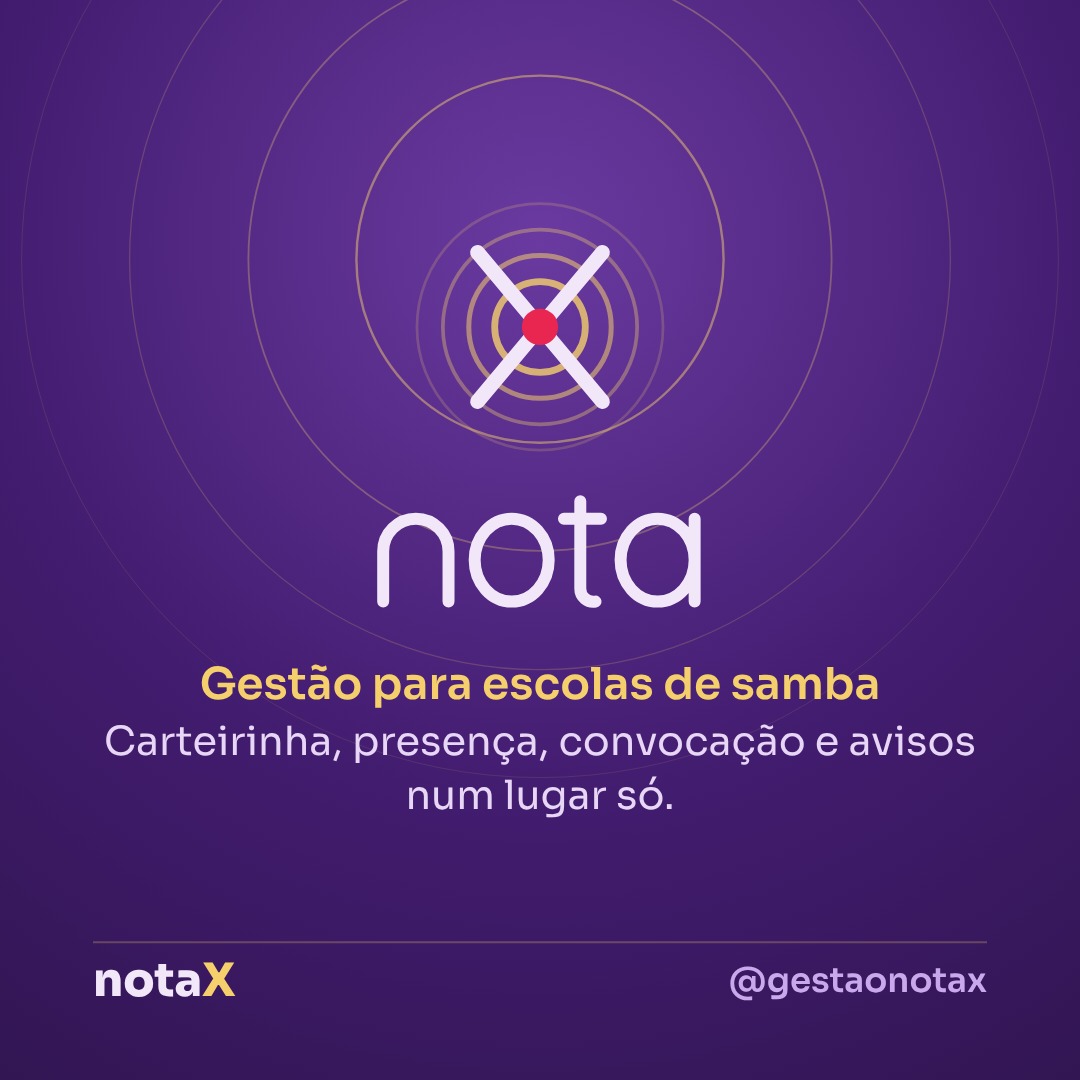 nota
Gestão para escolas de samba
Carteirinha, presença, convocação e avisos
num lugar só.
notaX
@gestaonotax